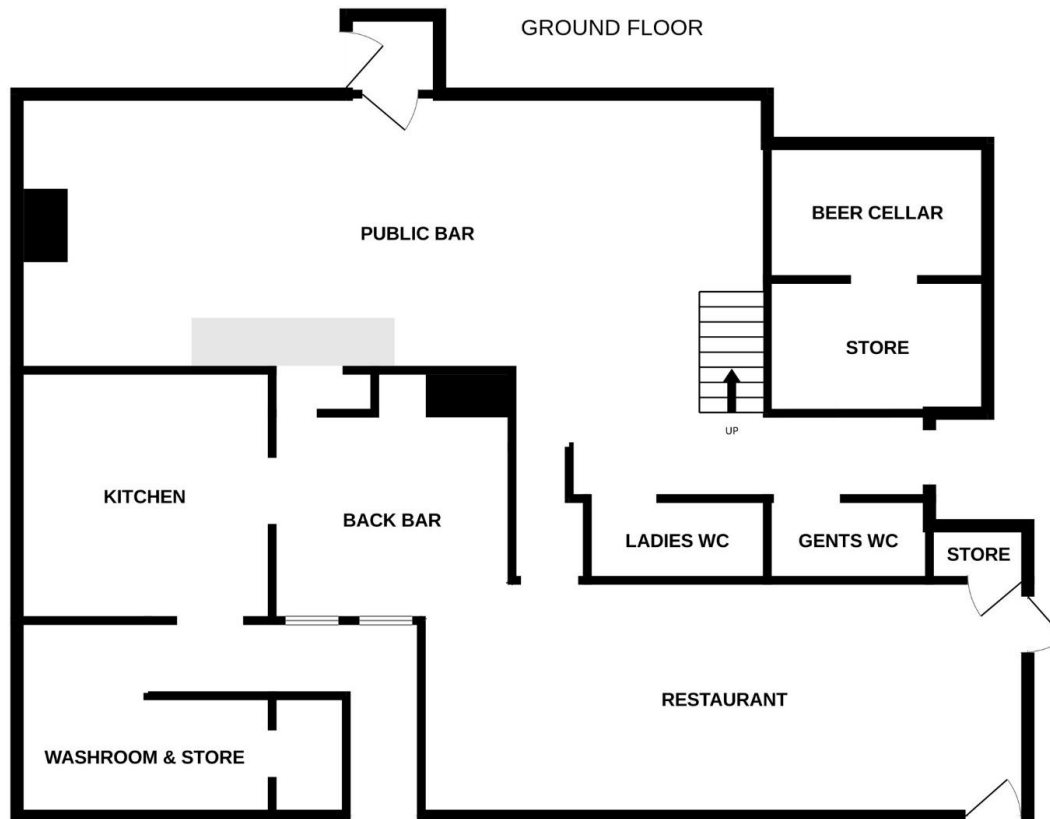 GROUND FLOOR
BEER CELLAR
PUBLIC BAR
STORE
UP
KITCHEN
BACK BAR
LADIES WC
GENTS WC
STORE
RESTAURANT
WASHROOM & STORE